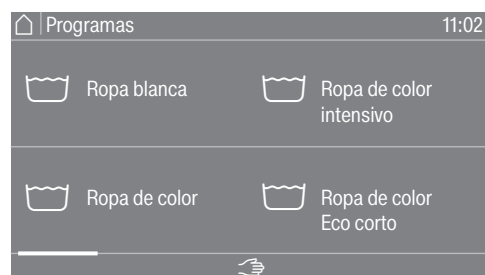 Programas 11:02
Ropa blanca
Ropa de color
intensivo
Ropa de color
Ropa de color
Eco corto